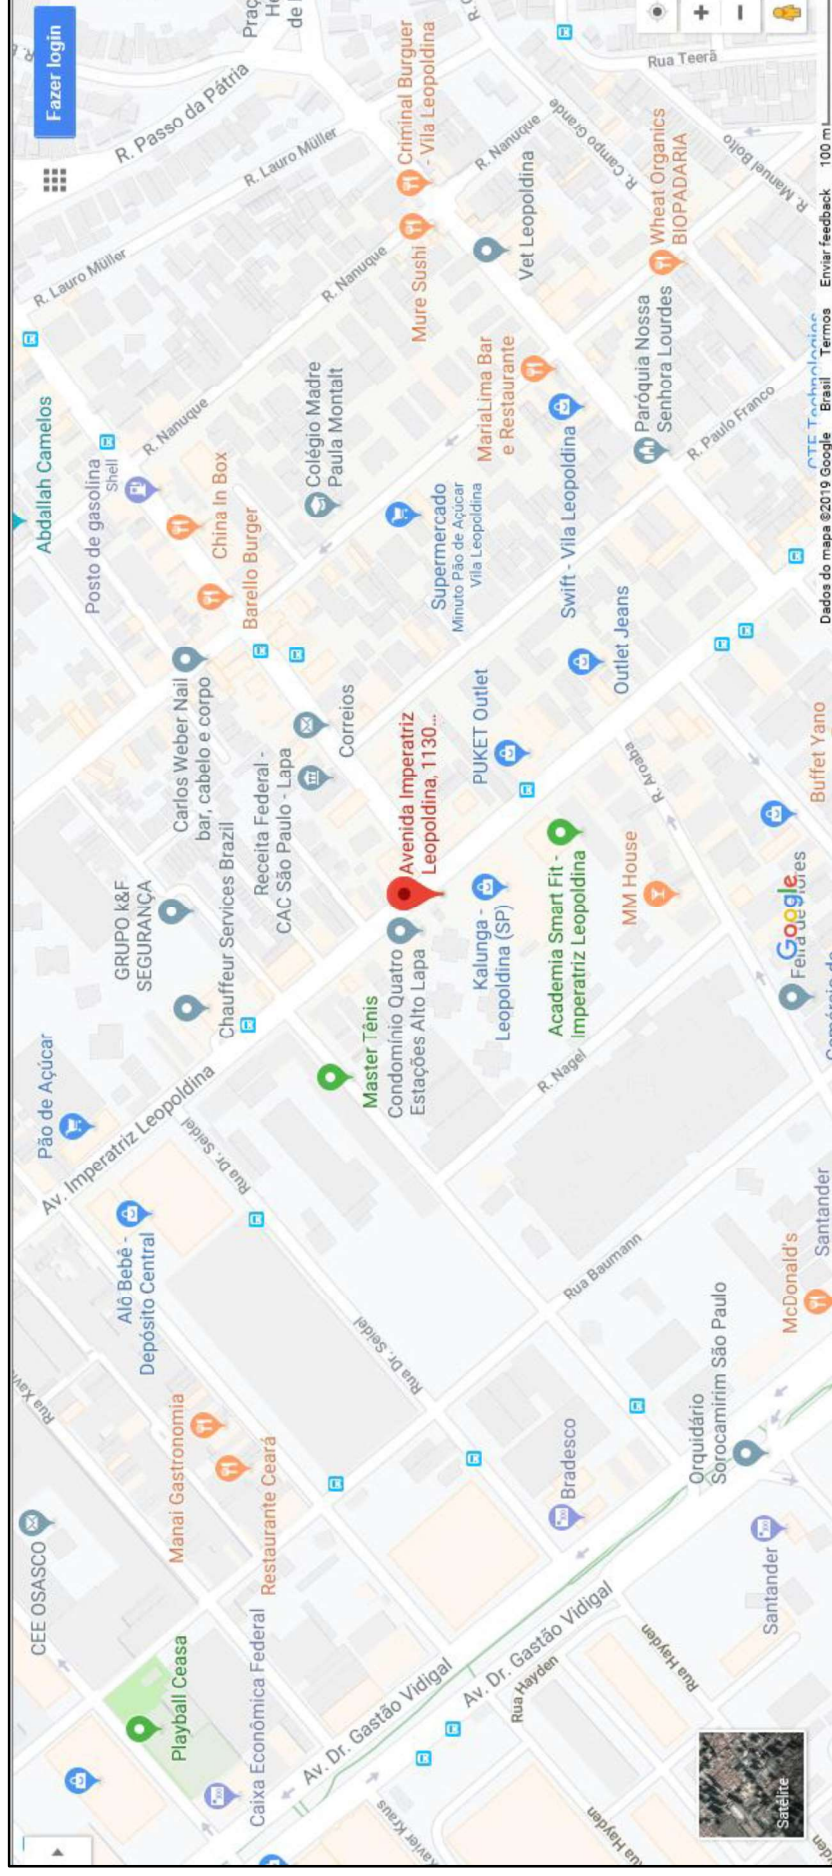 CEE OSASCO
Pão de Açúcar
Abdallah Camelos
Fazer login
Playball Ceasa
Manai Gastronomia
Restaurante Ceará
Alô Bebê -
Depósito Central
Av. Imperatriz Leopoldina
GRUPO K&F
SEGURANÇA
Chauffeur Services Brazil
Carlos Weber Nail
bar, cabelo e corpo
Posto de gasolina
Shell
China In Box
Barello Burger
R. Nanuque
R. Lauro Müller
R. Lauro Müller
R. Passo da Pátria
Caixa Econômica Federal
Rua Dr. Seidel
Rua Dr. Seidel
Receita Federal -
CAC São Paulo - Lapa
Correios
Colégio Madre
Paula Montalt
R. Nanuque
Av. Dr. Gastão Vidigal
Master Tênis
Condomínio Quatro
Estações Alto Lapa
Avenida Imperatriz
Leopoldina, 1130...
Supermercado
Minuto Pão de Açúcar
Vila Leopoldina
Mure Sushi
Criminal Burguer
- Vila Leopoldina
Kalunga -
Leopoldina (SP)
PUKET Outlet
MariaLima Bar
e Restaurante
R. Nanuque
Vet Leopoldina
Av. Dr. Gastão Vidigal
Rua Hayden
Bradesco
R. Nagel
Academia Smart Fit -
Imperatriz Leopoldina
Swift - Vila Leopoldina
R. Campo Grande
Rua Baumann
MM House
R. Aroaba
Outlet Jeans
Paróquia Nossa
Senhora Lourdes
Wheat Organics
BIOPADARIA
Rua Teerã
Rua Hayden
Orquidário
Sorocamirim São Paulo
R. Paulo Franco
R. Manuel Bolto
Santander
McDonald's
Santander
Feira de flores
Buffet Yano
Rua Hayden
Satélite
Google
CTE Technologies
Dados do mapa ©2019 Google
Brasil
Termos
Enviar feedback
100 m